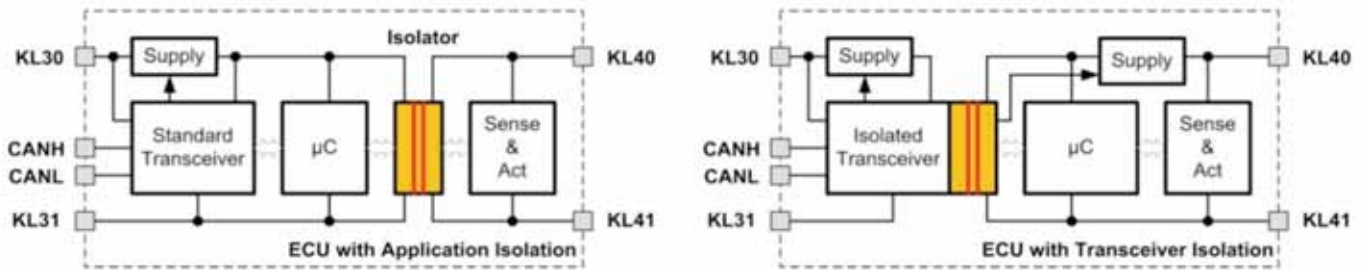 KL30
Supply
Isolator
KL40
Standard
Transceiver
µC
Sense
&
Act
CANH
CANL
KL31
KL41
ECU with Application Isolation
KL30
Supply
Supply
KL40
Isolated
Transceiver
µC
Sense
&
Act
CANH
CANL
KL31
KL41
ECU with Transceiver Isolation